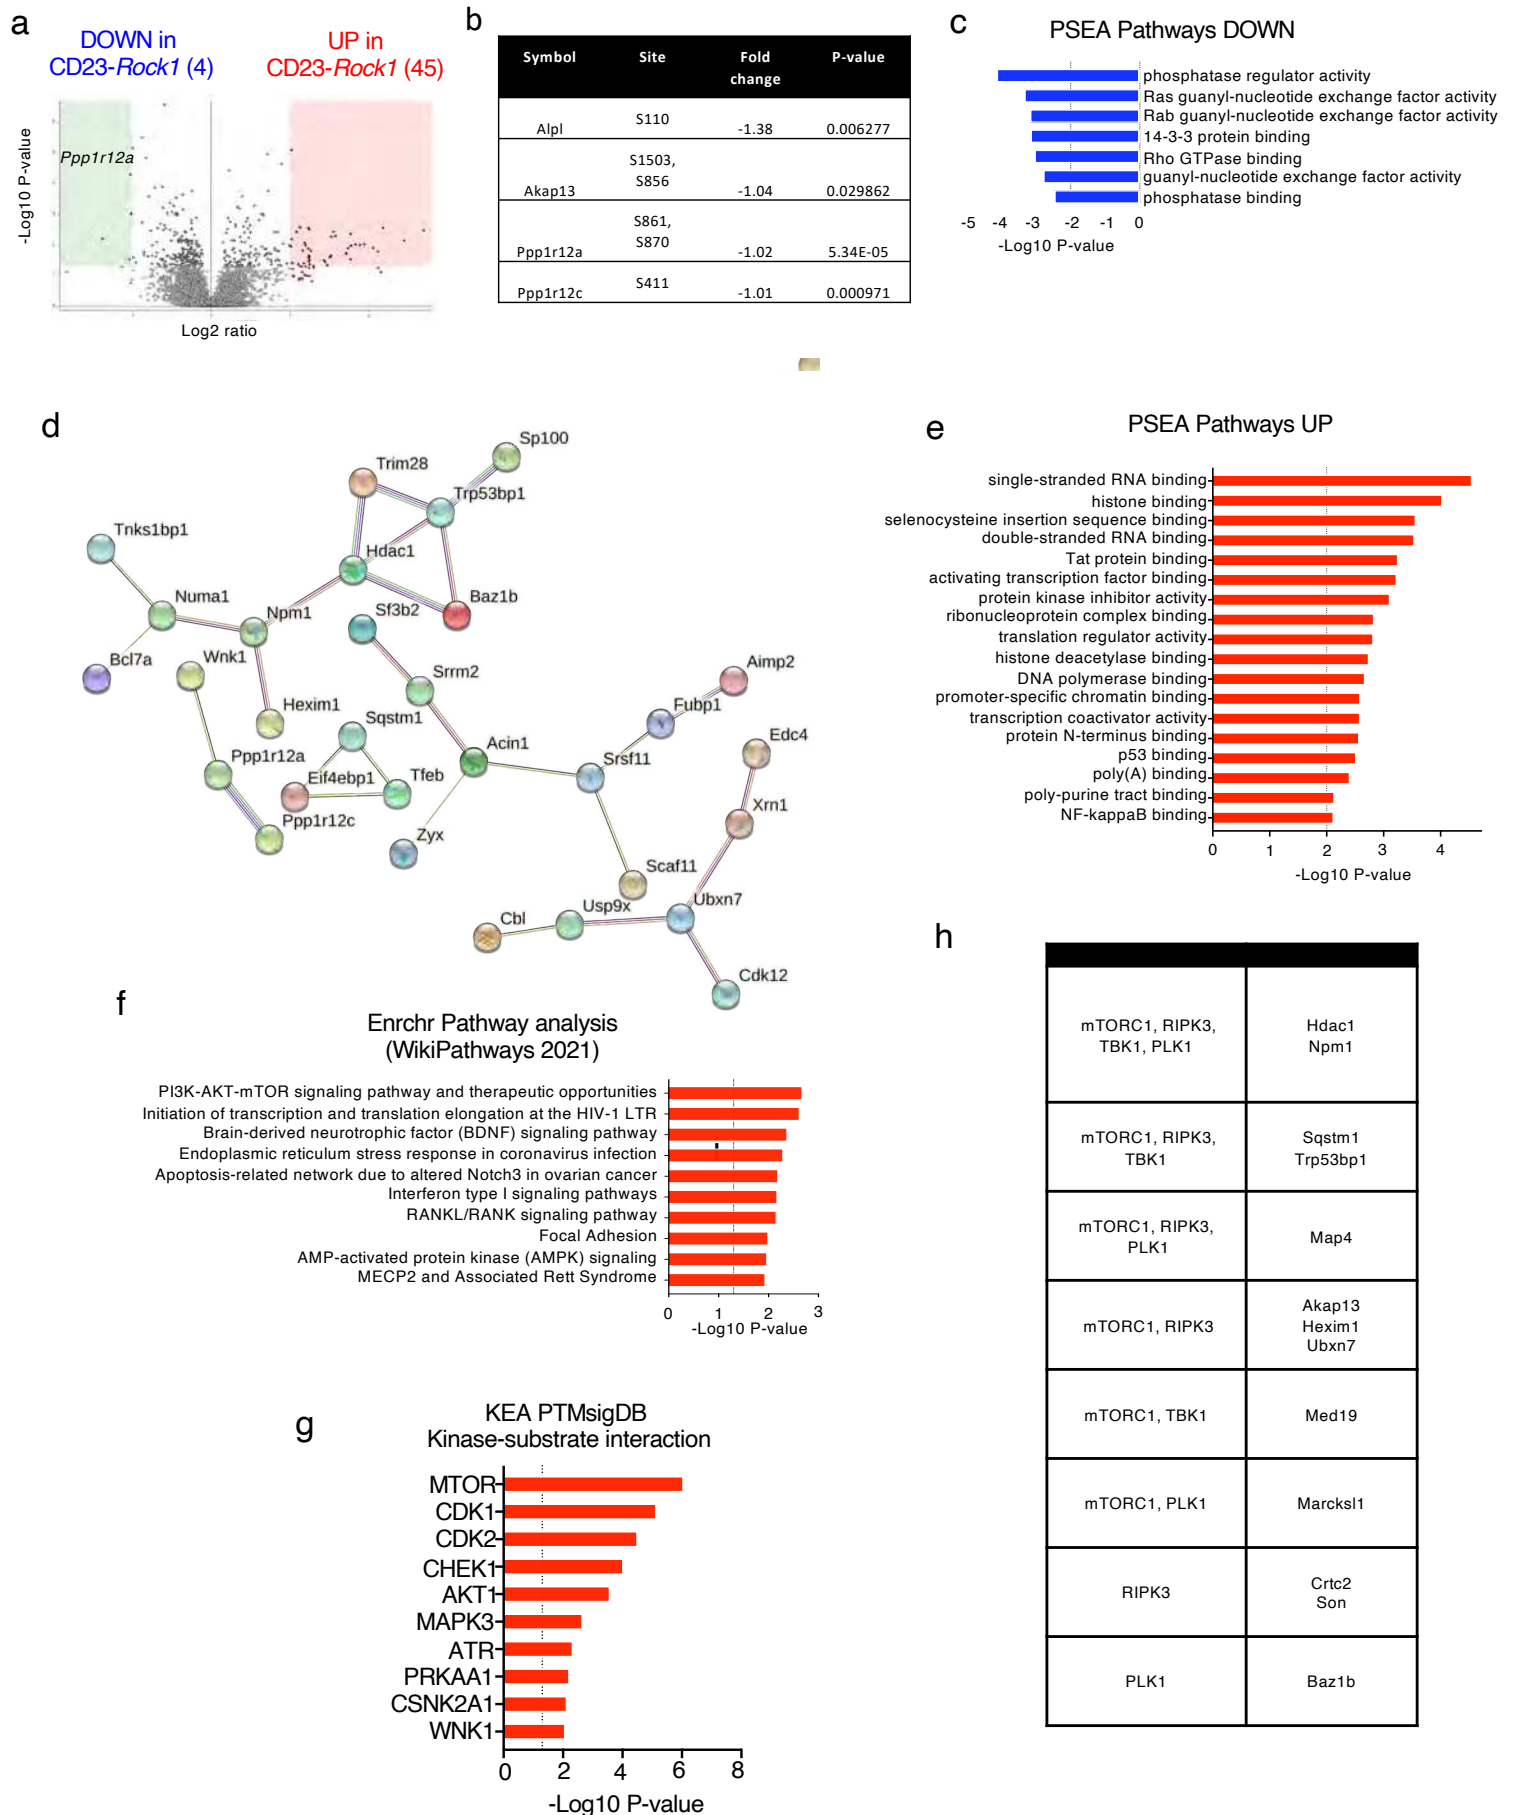 a
DOWN in
CD23-Rock1 (4)
UP in
CD23-Rock1 (45)
Ppp1r12a
-Log10 P-value
Log2 ratio
b
Symbol Site Fold change P-value
Alpl S110 -1.38 0.006277
Akap13 S1503, S856 -1.04 0.029862
Ppp1r12a S861, S870 -1.02 5.34E-05
Ppp1r12c S411 -1.01 0.000971
c
PSEA Pathways DOWN
phosphatase regulator activity
Ras guanyl-nucleotide exchange factor activity
Rab guanyl-nucleotide exchange factor activity
14-3-3 protein binding
Rho GTPase binding
guanyl-nucleotide exchange factor activity
phosphatase binding
-5 -4 -3 -2 -1 0
-Log10 P-value
d
Sp100
Trim28
Trp53bp1
Tnks1bp1
Hdac1
Numa1
Npm1
Sf3b2
Baz1b
Bcl7a
Wnk1
Srrm2
Aimp2
Hexim1
Sqstm1
Fubp1
Ppp1r12a
Acin1
Edc4
Eif4ebp1
Tfeb
Srsf11
Ppp1r12c
Zyx
Xrn1
Scaf11
Cbl
Usp9x
Ubxn7
Cdk12
e
PSEA Pathways UP
single-stranded RNA binding
histone binding
selenocysteine insertion sequence binding
double-stranded RNA binding
Tat protein binding
activating transcription factor binding
protein kinase inhibitor activity
ribonucleoprotein complex binding
translation regulator activity
histone deacetylase binding
DNA polymerase binding
promoter-specific chromatin binding
transcription coactivator activity
protein N-terminus binding
p53 binding
poly(A) binding
poly-purine tract binding
NF-kappaB binding
0 1 2 3 4
-Log10 P-value
f
Enrchr Pathway analysis
(WikiPathways 2021)
PI3K-AKT-mTOR signaling pathway and therapeutic opportunities
Initiation of transcription and translation elongation at the HIV-1 LTR
Brain-derived neurotrophic factor (BDNF) signaling pathway
Endoplasmic reticulum stress response in coronavirus infection
Apoptosis-related network due to altered Notch3 in ovarian cancer
Interferon type I signaling pathways
RANKL/RANK signaling pathway
Focal Adhesion
AMP-activated protein kinase (AMPK) signaling
MECP2 and Associated Rett Syndrome
0 1 2 3
-Log10 P-value
g
KEA PTMsigDB
Kinase-substrate interaction
MTOR
CDK1
CDK2
CHEK1
AKT1
MAPK3
ATR
PRKAA1
CSNK2A1
WNK1
0 2 4 6 8
-Log10 P-value
h
mTORC1, RIPK3, Hdac1
TBK1, PLK1 Npm1
mTORC1, RIPK3, Sqstm1
TBK1 Trp53bp1
mTORC1, RIPK3,
PLK1 Map4
Akap13
mTORC1, RIPK3 Hexim1
Ubxn7
mTORC1, TBK1 Med19
mTORC1, PLK1 Marcksl1
RIPK3 Crtc2
Son
PLK1 Baz1b